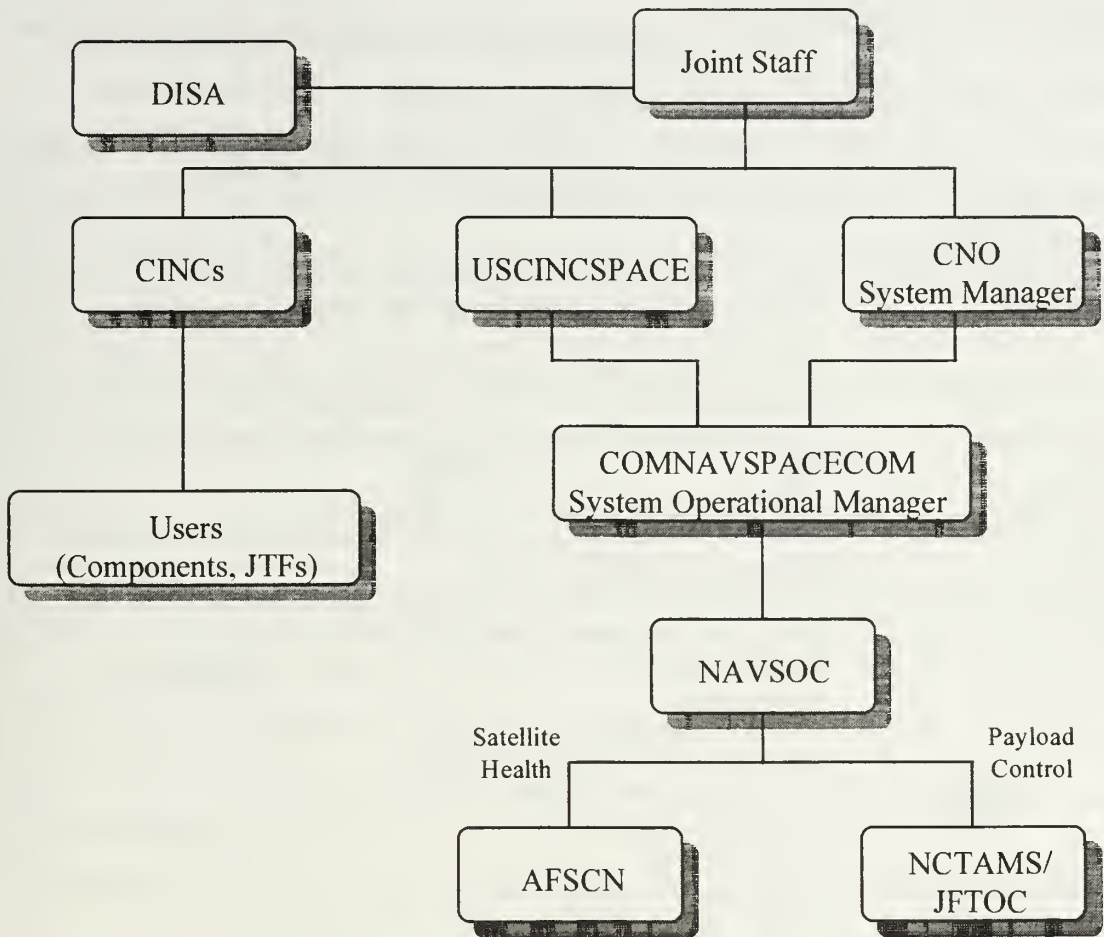 Joint Staff
DISA
CINCs
USCINCSPACE
CNO
System Manager
COMNAVSPACECOM
System Operational Manager
Users
(Components, JTFs)
NAVSOC
Satellite
Health
Payload
Control
AFSCN
NCTAMS/
JFTOC